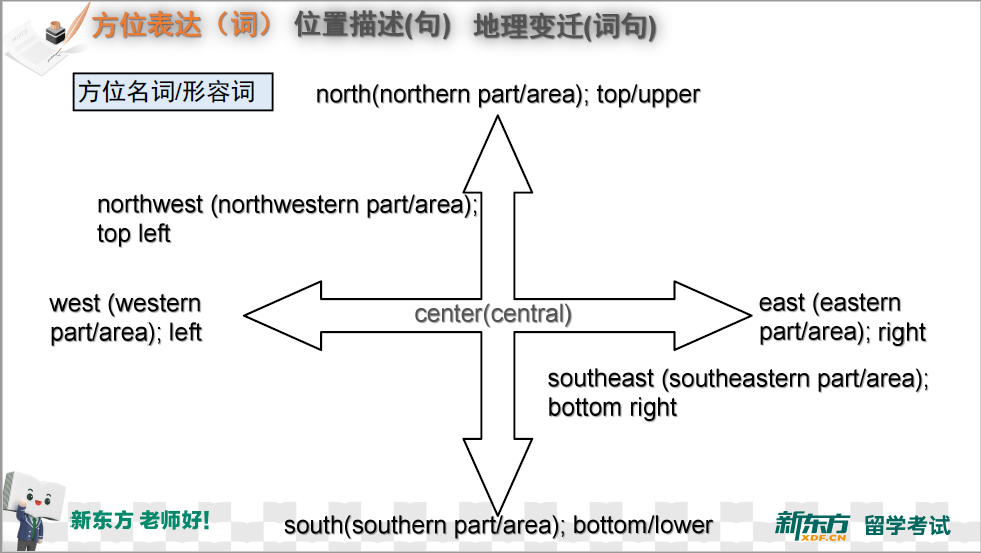 方位表达（词） 位置描述(句) 地理变迁(词句)
方位名词/形容词
north(northern part/area); top/upper
northwest (northwestern part/area);
top left
west (western
part/area); left
center(central)
east (eastern
part/area); right
southeast (southeastern part/area);
bottom right
south(southern part/area); bottom/lower
新东方 老师好!
新东方 XDF.CN 留学考试